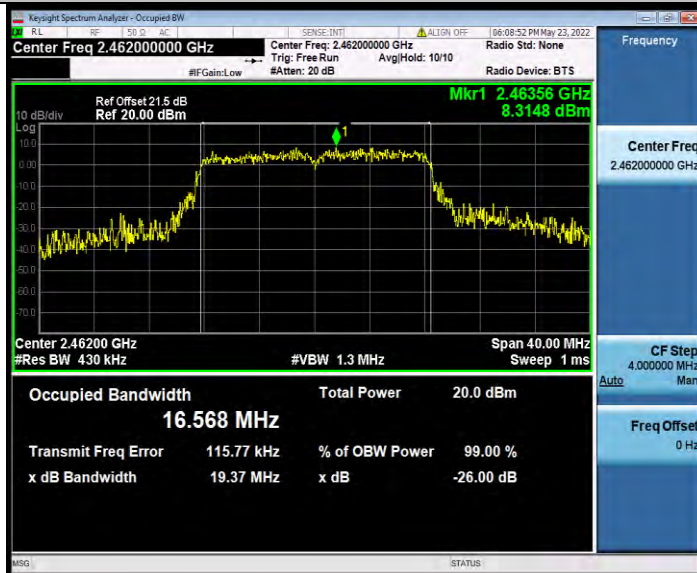 Keysight Spectrum Analyzer - Occupied BW
RL RF 50 Ω AC SENSE:INT ALIGN OFF 06:08:52 PM May 23, 2022
Center Freq 2.462000000 GHz
Center Freq: 2.462000000 GHz
Radio Std: None
Trig: Free Run Avg|Hold: 10/10
#IFGain:Low #Atten: 20 dB Radio Device: BTS
Ref Offset 21.5 dB
10 dB/div Ref 20.00 dBm
Mkr1 2.46356 GHz
8.3148 dBm
Log
1
10.0
0.00
-10.0
-20.0
-30.0
-40.0
-50.0
-60.0
-70.0
Center 2.46200 GHz Span 40.00 MHz
#Res BW 430 kHz #VBW 1.3 MHz Sweep 1 ms
Occupied Bandwidth Total Power 20.0 dBm
16.568 MHz
Transmit Freq Error 115.77 kHz % of OBW Power 99.00 %
x dB Bandwidth 19.37 MHz x dB -26.00 dB
MSG STATUS
Frequency
Center Freq
2.462000000 GHz
CF Step
4.000000 MHz
Auto Man
Freq Offset
0 Hz